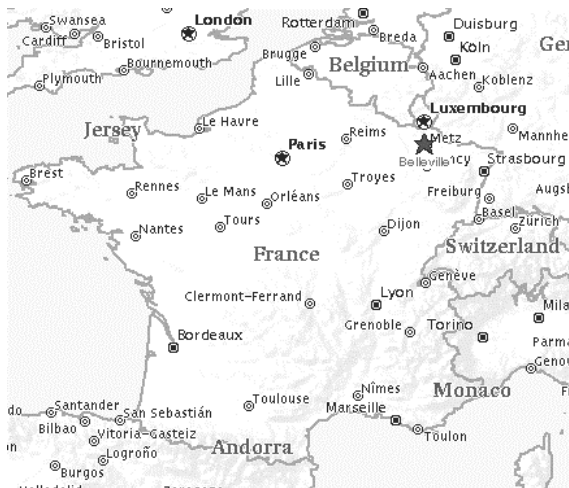 Swansea
London
Rotterdam
Duisburg
Cardiff
Bristol
Breda
Brugge
Köln
Ger
Bournemouth
Belgium
Plymouth
Lille
Aachen
Koblenz
Luxembourg
Le Havre
Jersey
Reims
Metz
Mannhe
Paris
Belleville
ncy
Strasbourg
Brest
Troyes
Rennes
Le Mans
Orléans
Freiburg
Augsb
Tours
Basel
Zürich
Nantes
Dijon
France
Switzerland
Genève
Clermont-Ferrand
Lyon
Mila
Grenoble
Torino
Bordeaux
Parma
Genov
Nîmes
Monaco
Toulouse
Marseille
Santander
San Sebastián
Bilbao
Toulon
Vitoria-Gasteiz
Andorra
Logroño
Burgos